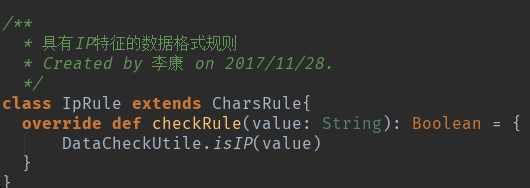 /**
* 具有IP特征的数据格式规则
* Created by 李康 on 2017/11/28.
*/
class IpRule extends CharsRule{
override def checkRule(value: String): Boolean = {
DataCheckUtile.isIP(value)
}
}